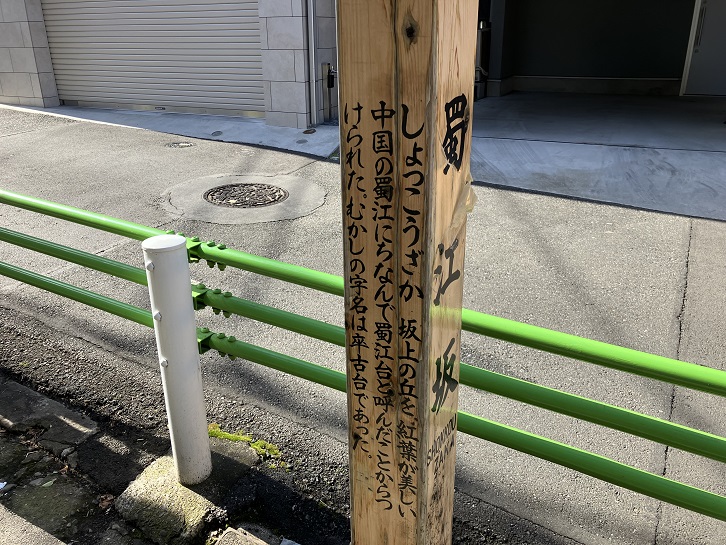 蜀江坂
しょっこうざか 坂上の丘を、紅葉が美しい
中国の蜀江にちなんで蜀江台と呼んだことからつ
けられた。むかしの字名は卒古台であった。